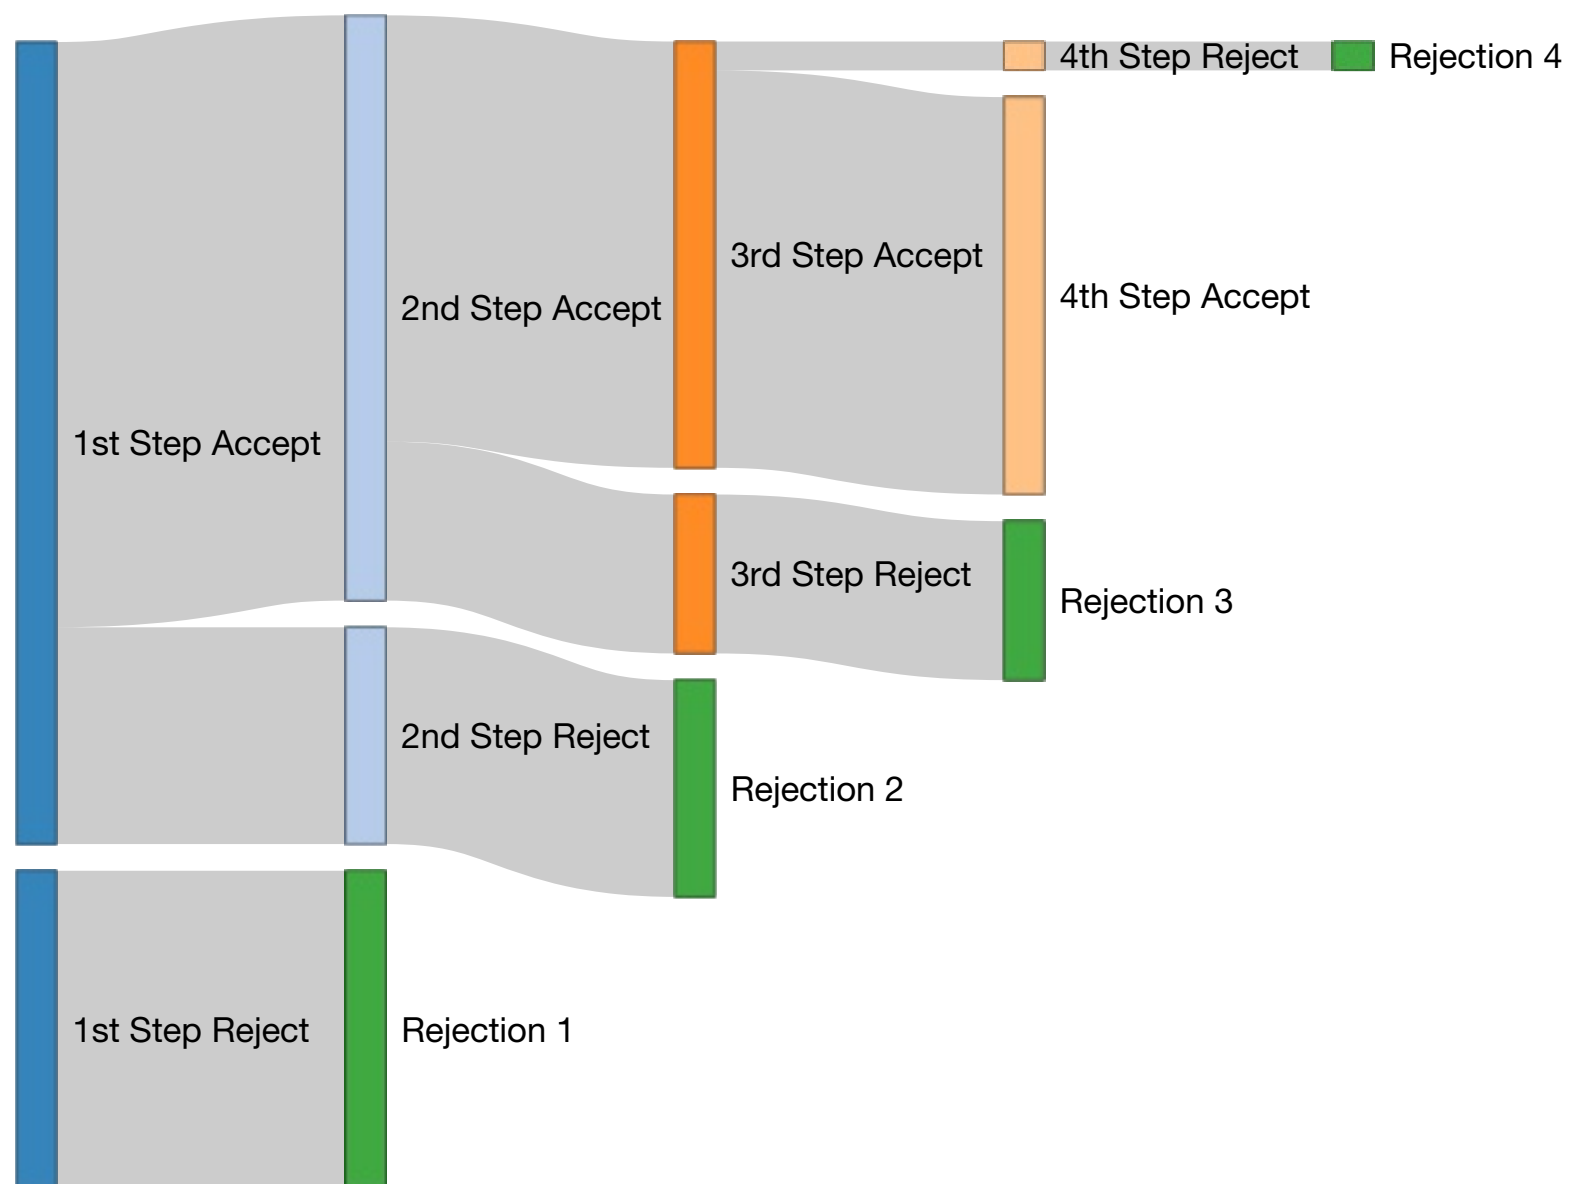 4th Step Reject
Rejection 4
3rd Step Accept
4th Step Accept
2nd Step Accept
1st Step Accept
3rd Step Reject
Rejection 3
2nd Step Reject
Rejection 2
1st Step Reject
Rejection 1